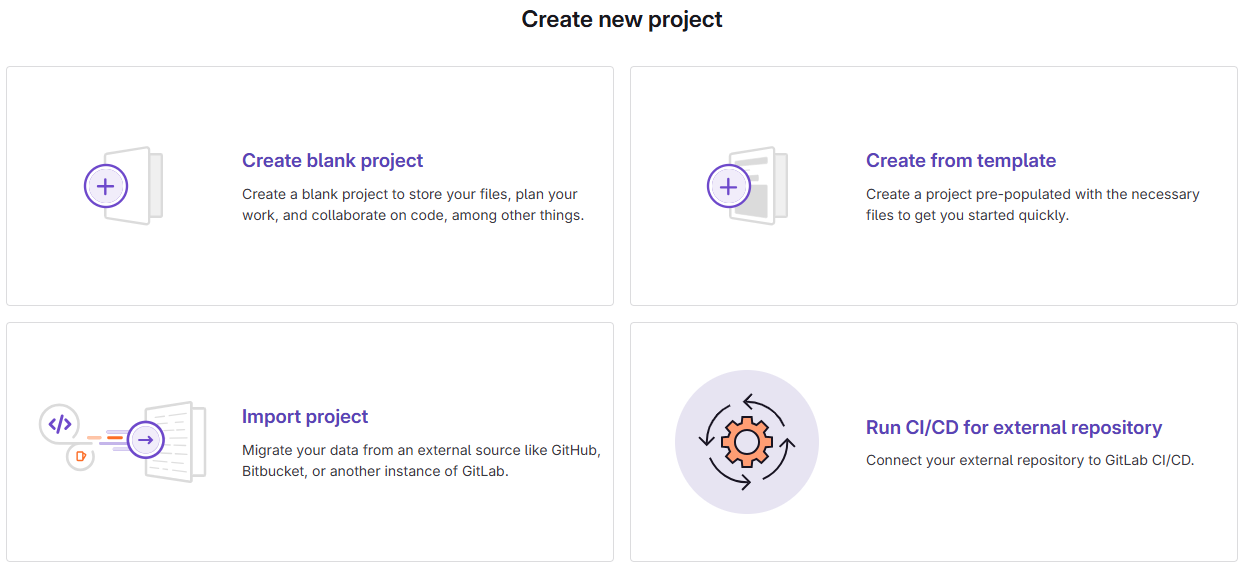 Create new project
Create blank project
Create a blank project to store your files, plan your
work, and collaborate on code, among other things.
Create from template
Create a project pre-populated with the necessary
files to get you started quickly.
Import project
Migrate your data from an external source like GitHub,
Bitbucket, or another instance of GitLab.
Run CI/CD for external repository
Connect your external repository to GitLab CI/CD.